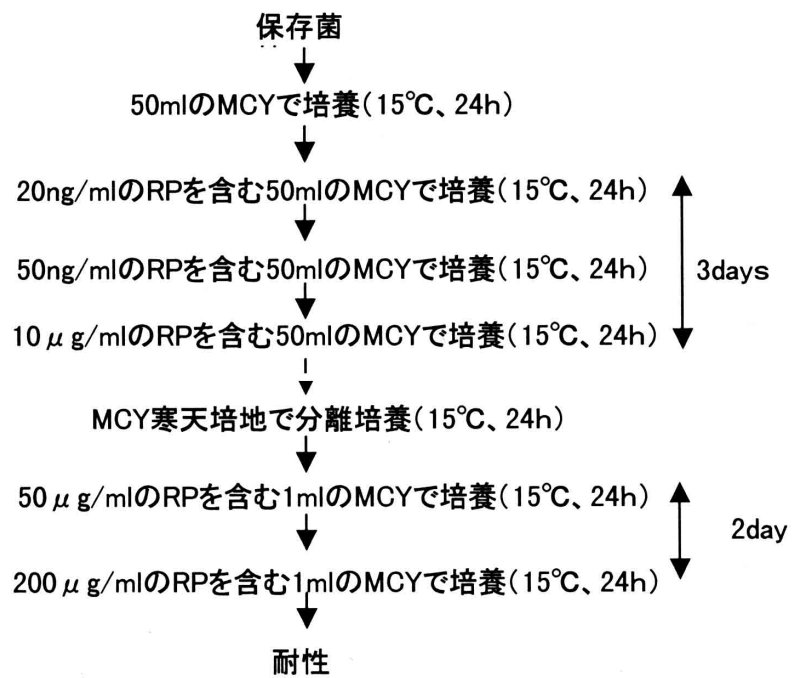 保存菌
50mlのMCYで培養(15℃、24h)
20ng/mlのRPを含む50mlのMCYで培養(15℃、24h)
50ng/mlのRPを含む50mlのMCYで培養(15℃、24h)
3days
10μg/mlのRPを含む50mlのMCYで培養(15℃、24h)
MCY寒天培地で分離培養(15℃、24h)
50μg/mlのRPを含む1mlのMCYで培養(15℃、24h)
2day
200μg/mlのRPを含む1mlのMCYで培養(15℃、24h)
耐性